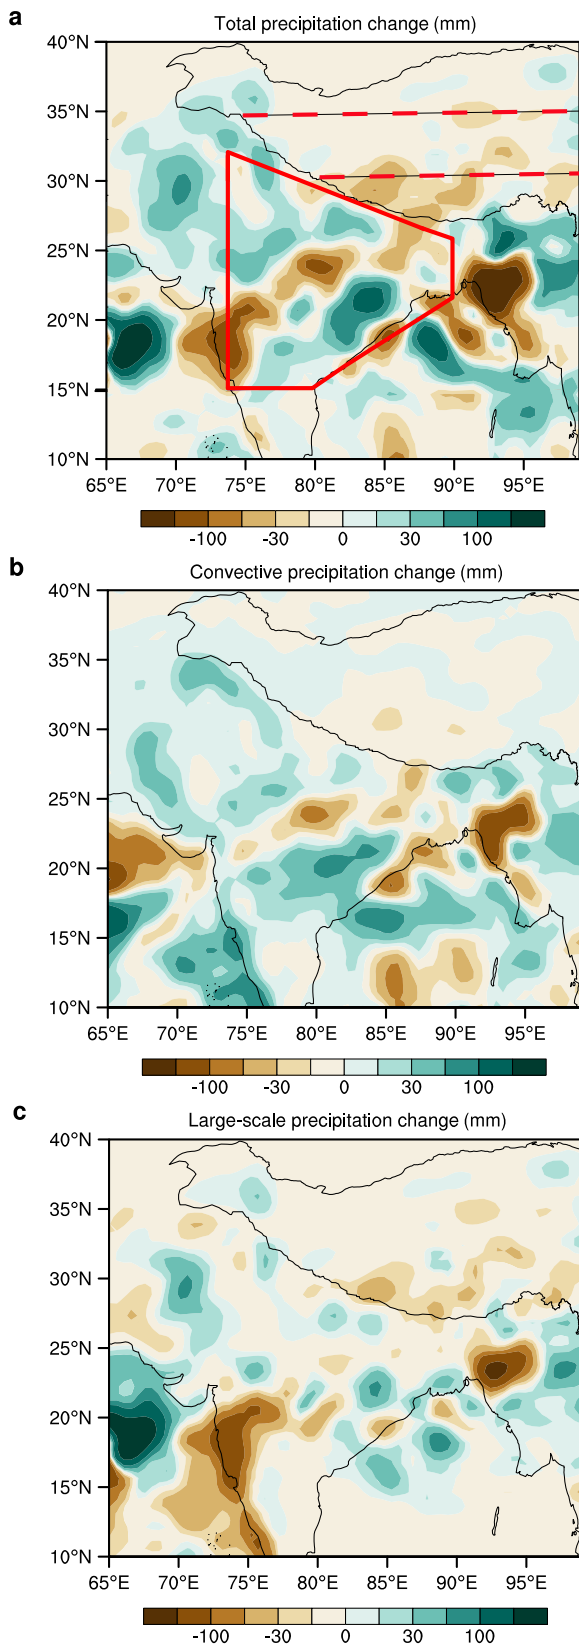 a
Total precipitation change (mm)
40°N
35°N
30°N
25°N
20°N
15°N
10°N
65°E 70°E 75°E 80°E 85°E 90°E 95°E
-100 -30 0 30 100
b
Convective precipitation change (mm)
40°N
35°N
30°N
25°N
20°N
15°N
10°N
65°E 70°E 75°E 80°E 85°E 90°E 95°E
-100 -30 0 30 100
c
Large-scale precipitation change (mm)
40°N
35°N
30°N
25°N
20°N
15°N
10°N
65°E 70°E 75°E 80°E 85°E 90°E 95°E
-100 -30 0 30 100